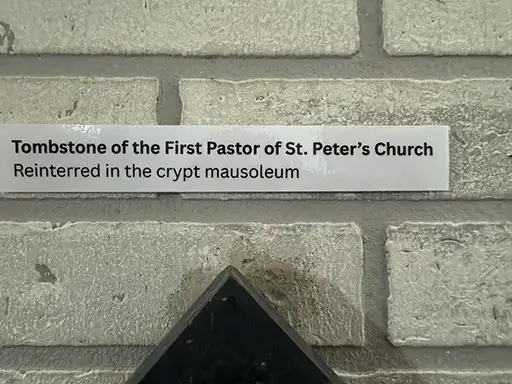 Tombstone of the First Pastor of St. Peter’s Church
Reinterred in the crypt mausoleum